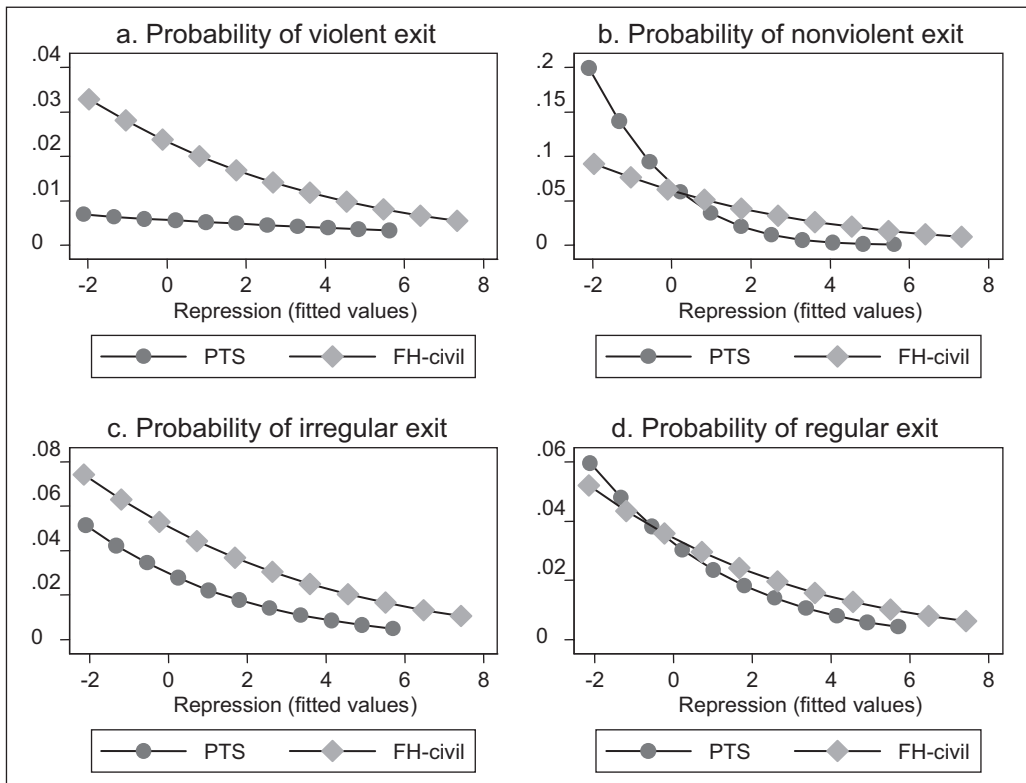 a. Probability of violent exit
.04
.03
.02
.01
0
-2 0 2 4 6 8
Repression (fitted values)
PTS FH-civil
b. Probability of nonviolent exit
.2
.15
.1
.05
0
-2 0 2 4 6 8
Repression (fitted values)
PTS FH-civil
c. Probability of irregular exit
.08
.06
.04
.02
0
-2 0 2 4 6 8
Repression (fitted values)
PTS FH-civil
d. Probability of regular exit
.06
.04
.02
0
-2 0 2 4 6 8
Repression (fitted values)
PTS FH-civil